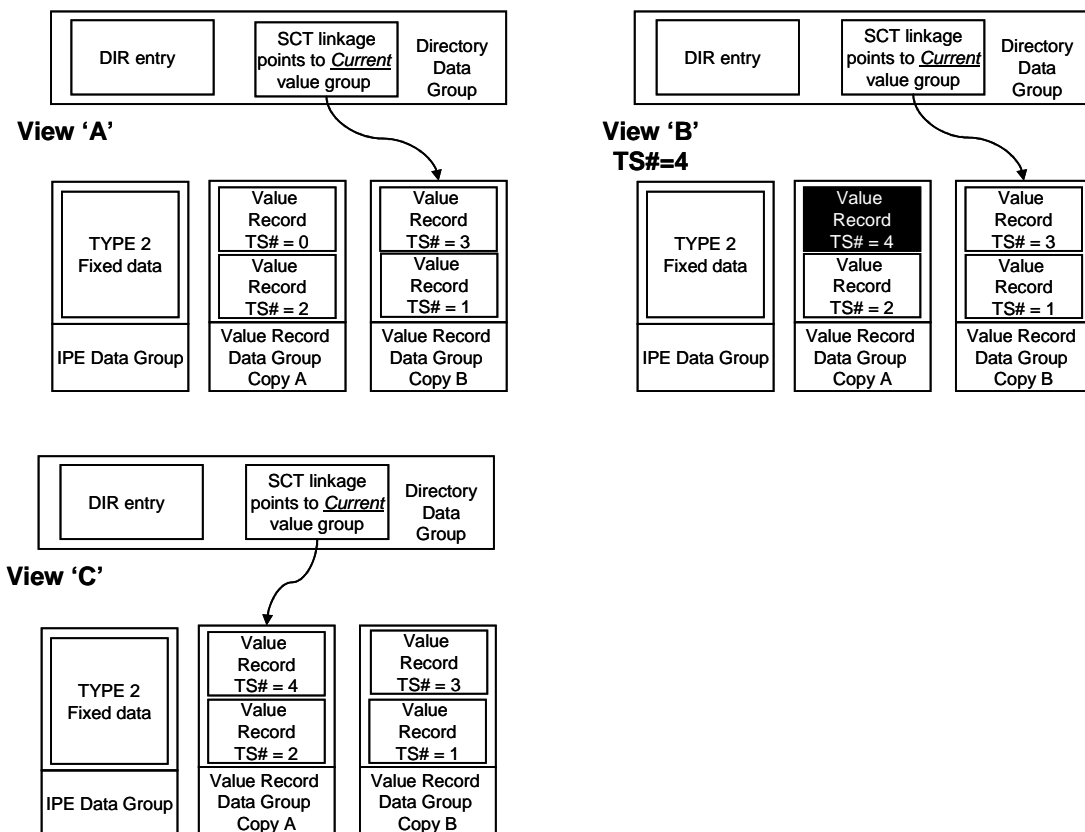 DIR entry
SCT linkage
points to Current
value group
Directory
Data
Group
View ‘A’
TYPE 2
Fixed data
IPE Data Group
Value
Record
TS# = 0
Value
Record
TS# = 2
Value Record
Data Group
Copy A
Value
Record
TS# = 3
Value
Record
TS# = 1
Value Record
Data Group
Copy B
DIR entry
SCT linkage
points to Current
value group
Directory
Data
Group
View ‘B’
TS#=4
TYPE 2
Fixed data
IPE Data Group
Value
Record
TS# = 4
Value
Record
TS# = 2
Value Record
Data Group
Copy A
Value
Record
TS# = 3
Value
Record
TS# = 1
Value Record
Data Group
Copy B
DIR entry
SCT linkage
points to Current
value group
Directory
Data
Group
View ‘C’
TYPE 2
Fixed data
IPE Data Group
Value
Record
TS# = 4
Value
Record
TS# = 2
Value Record
Data Group
Copy A
Value
Record
TS# = 3
Value
Record
TS# = 1
Value Record
Data Group
Copy B